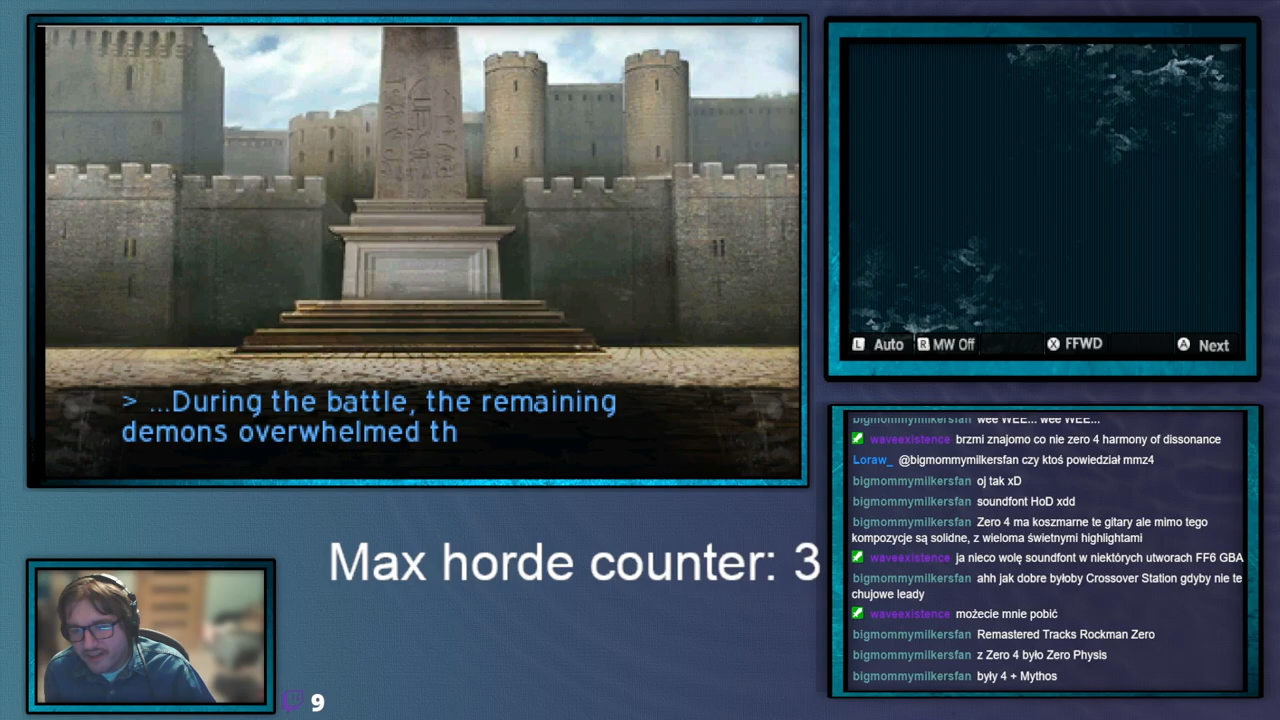 > ...During the battle, the remaining
demons overwhelmed th
L Auto R MW Off X FFWD A Next
Max horde counter: 3
9
bigmommymilkersfan wee WEE... wee WEE...
waveexistence brzmi znajomo co nie zero 4 harmony of dissonance
Loraw_ @bigmommymilkersfan czy ktoś powiedział mmz4
bigmommymilkersfan oj tak xD
bigmommymilkersfan soundfont HoD xdd
bigmommymilkersfan Zero 4 ma koszmarne te gitary ale mimo tego
kompozycje są solidne, z wieloma świetnymi highlightami
waveexistence ja nieco wolę soundfont w niektórych utworach FF6 GBA
bigmommymilkersfan ahh jak dobre byłoby Crossover Station gdyby nie te
chujowe leady
waveexistence możecie mnie pobić
bigmommymilkersfan Remastered Tracks Rockman Zero
bigmommymilkersfan z Zero 4 było Zero Physis
bigmommymilkersfan były 4 + Mythos